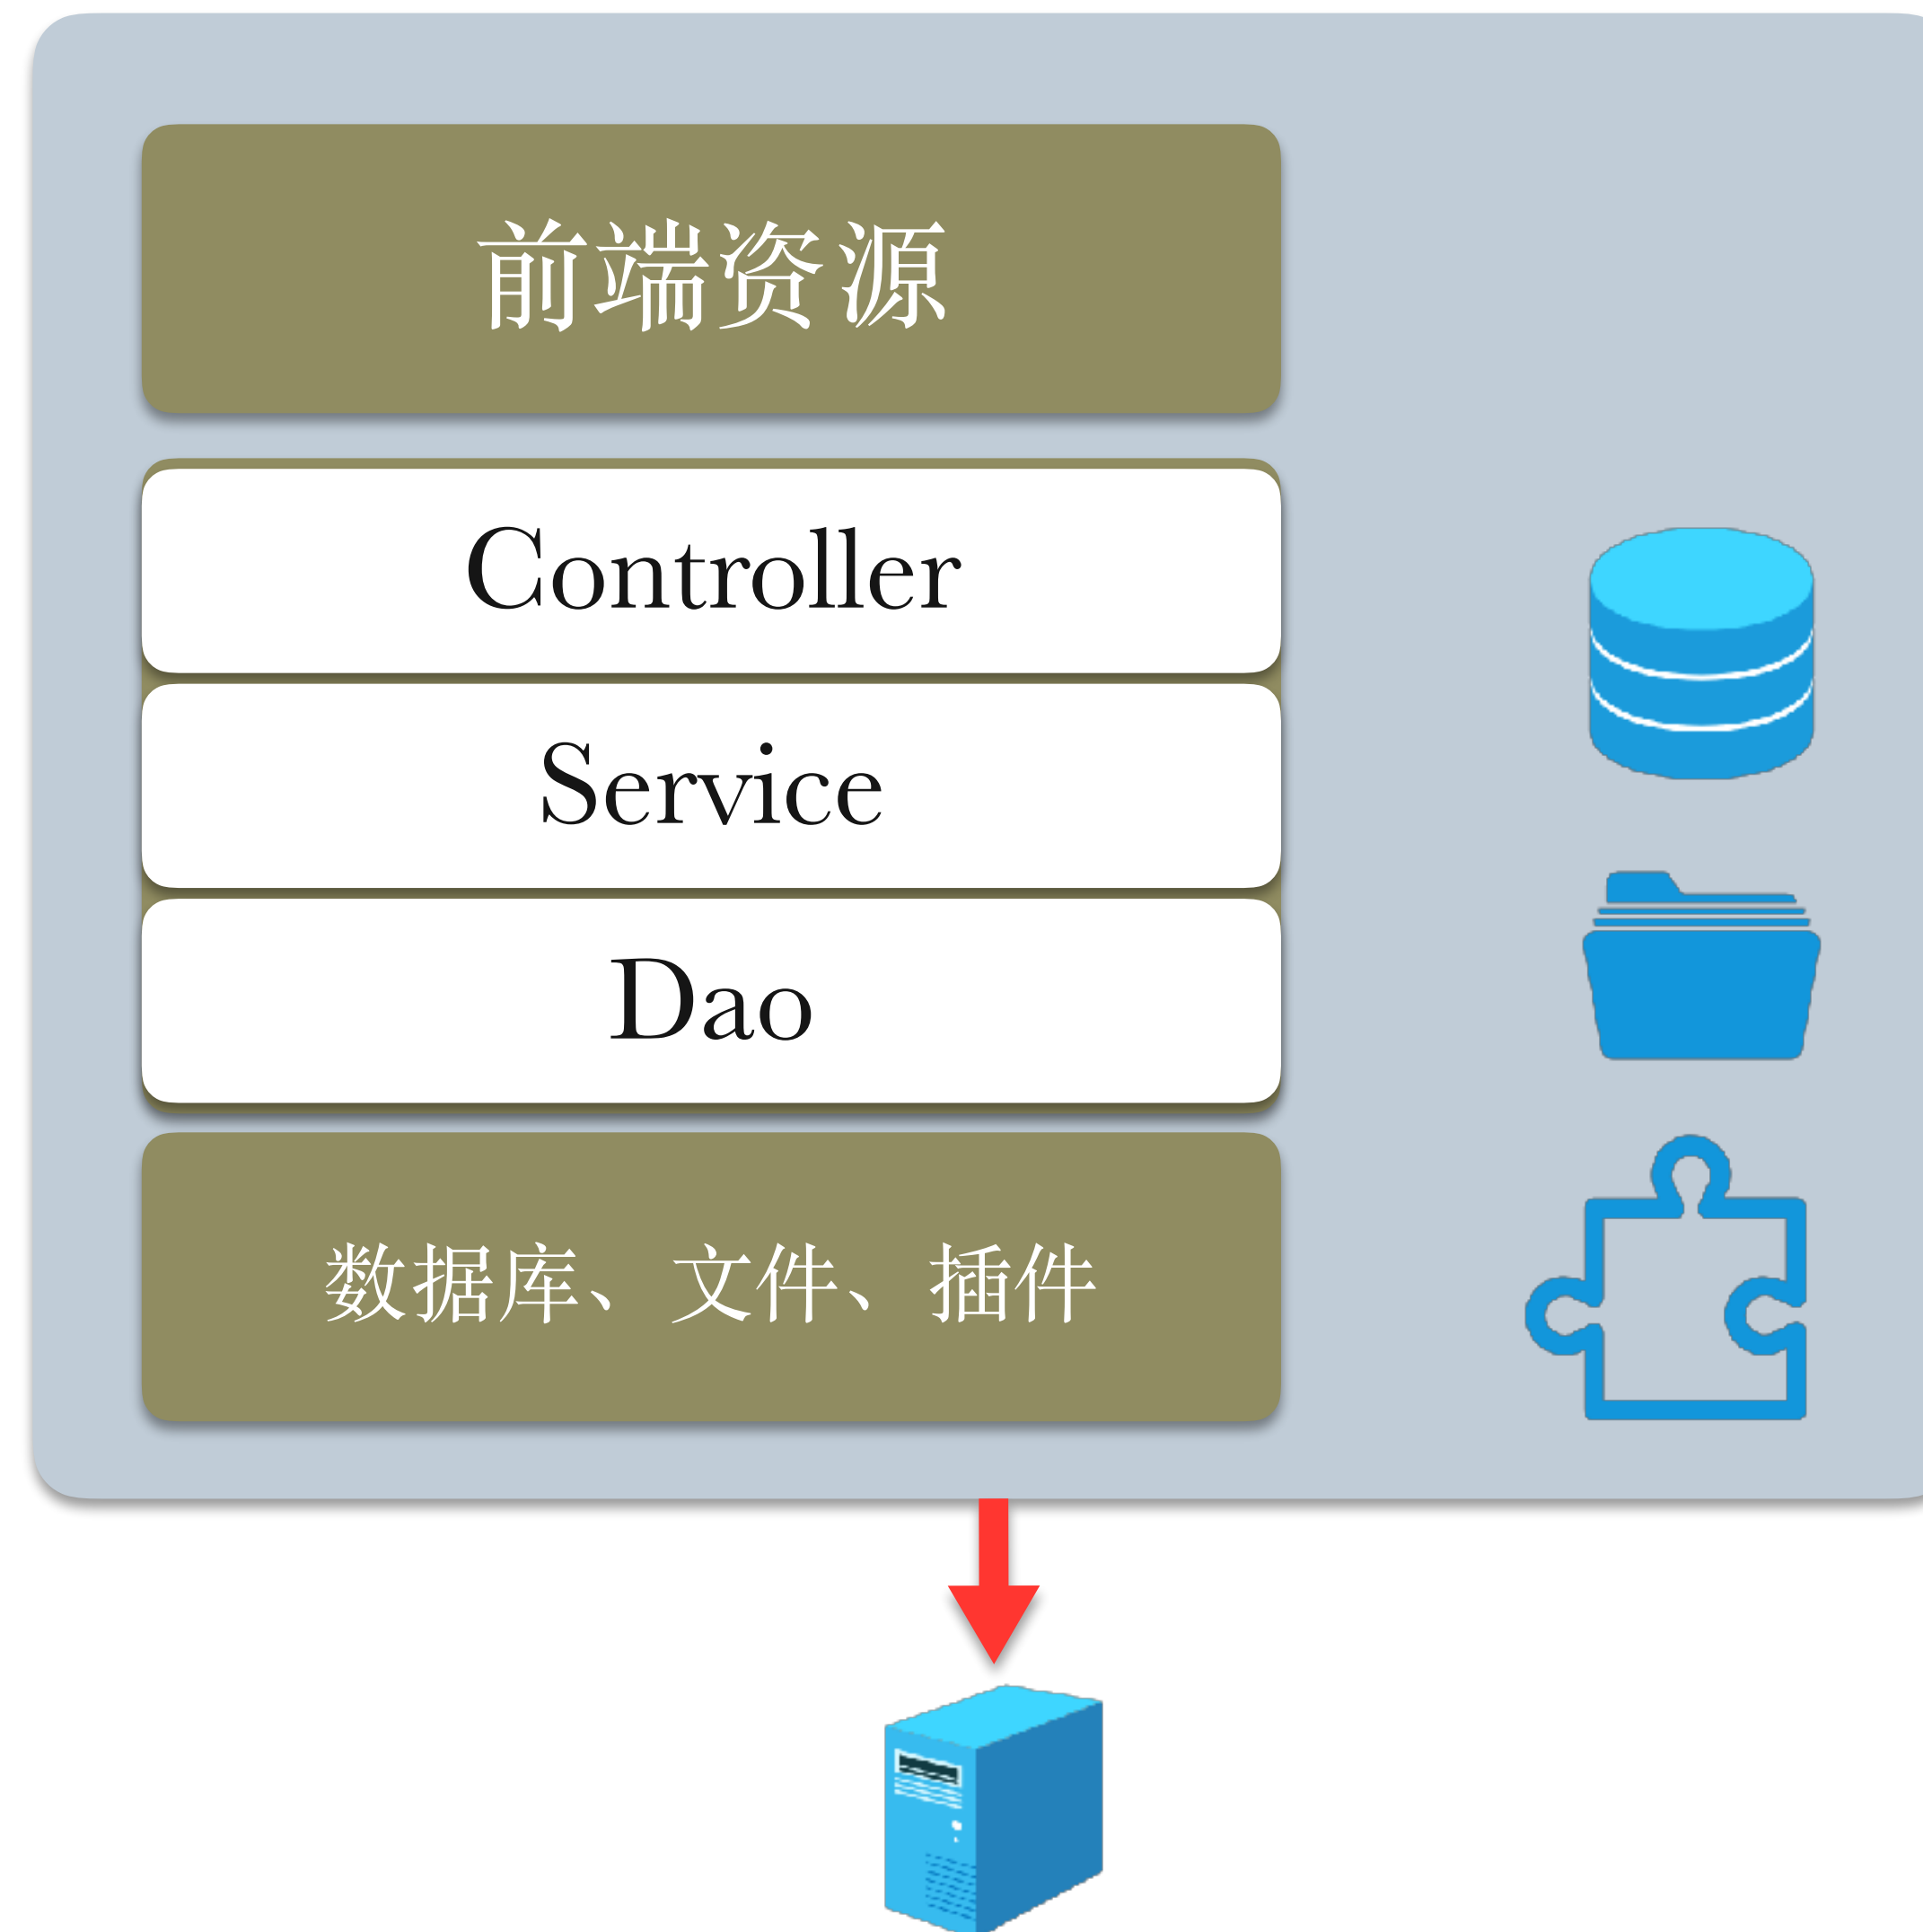 前端资源
Controller
Service
Dao
数据库、 文件、 插件